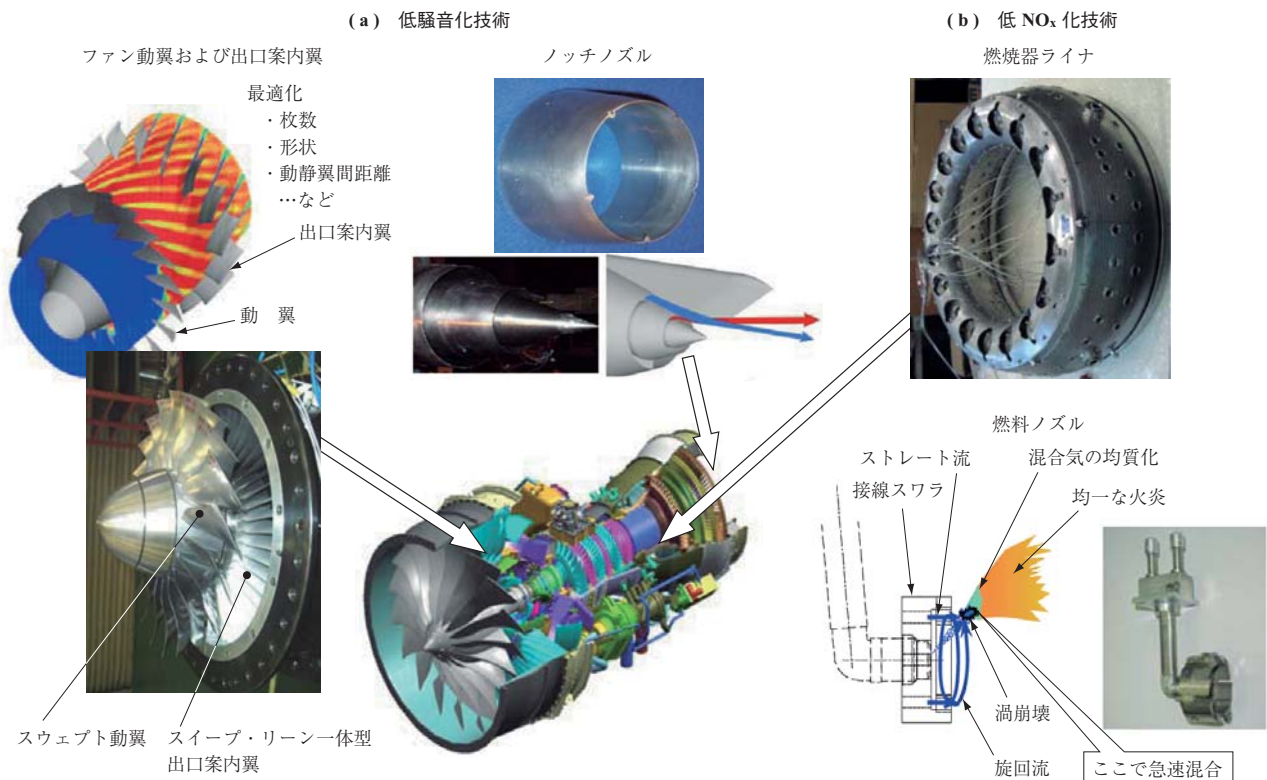 ( a ) 低騒音化技術
ファン動翼および出口案内翼
最適化
・枚数
・形状
・動静翼間距離
…など
出口案内翼
動 翼
スウェプト動翼
スイープ・リーン一体型
出口案内翼
ノッチノズル
( b ) 低 NOx 化技術
燃焼器ライナ
燃料ノズル
ストレート流
接線スワラ
混合気の均質化
均一な火炎
渦崩壊
旋回流
ここで急速混合